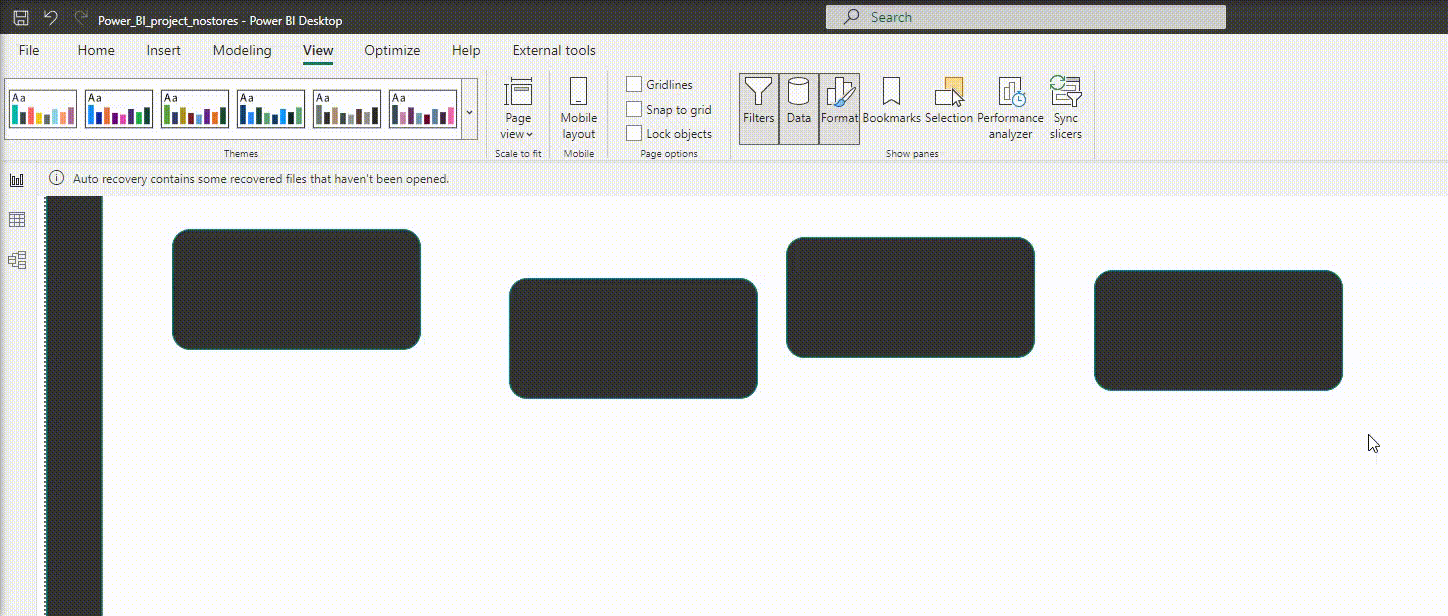 Power_BI_project_nostores - Power BI Desktop
Search
File Home Insert Modeling View Optimize Help External tools
Aa Aa Aa Aa Aa Aa
Themes
Page view
Scale to fit
Mobile layout
Mobile
Gridlines
Snap to grid
Lock objects
Page options
Filters
Data
Format
Bookmarks
Selection
Performance analyzer
Sync slicers
Show panes
Auto recovery contains some recovered files that haven't been opened.